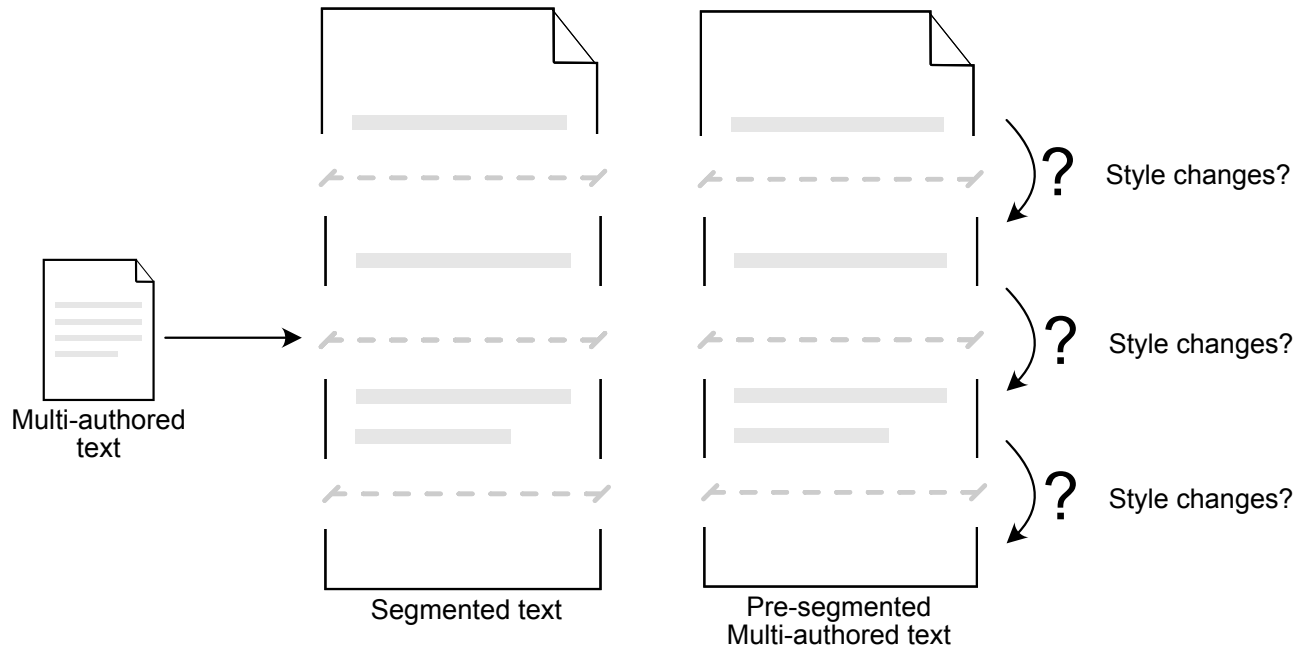 ?
Style changes?
?
Style changes?
Multi-authored
text
?
Style changes?
Segmented text
Pre-segmented
Multi-authored text